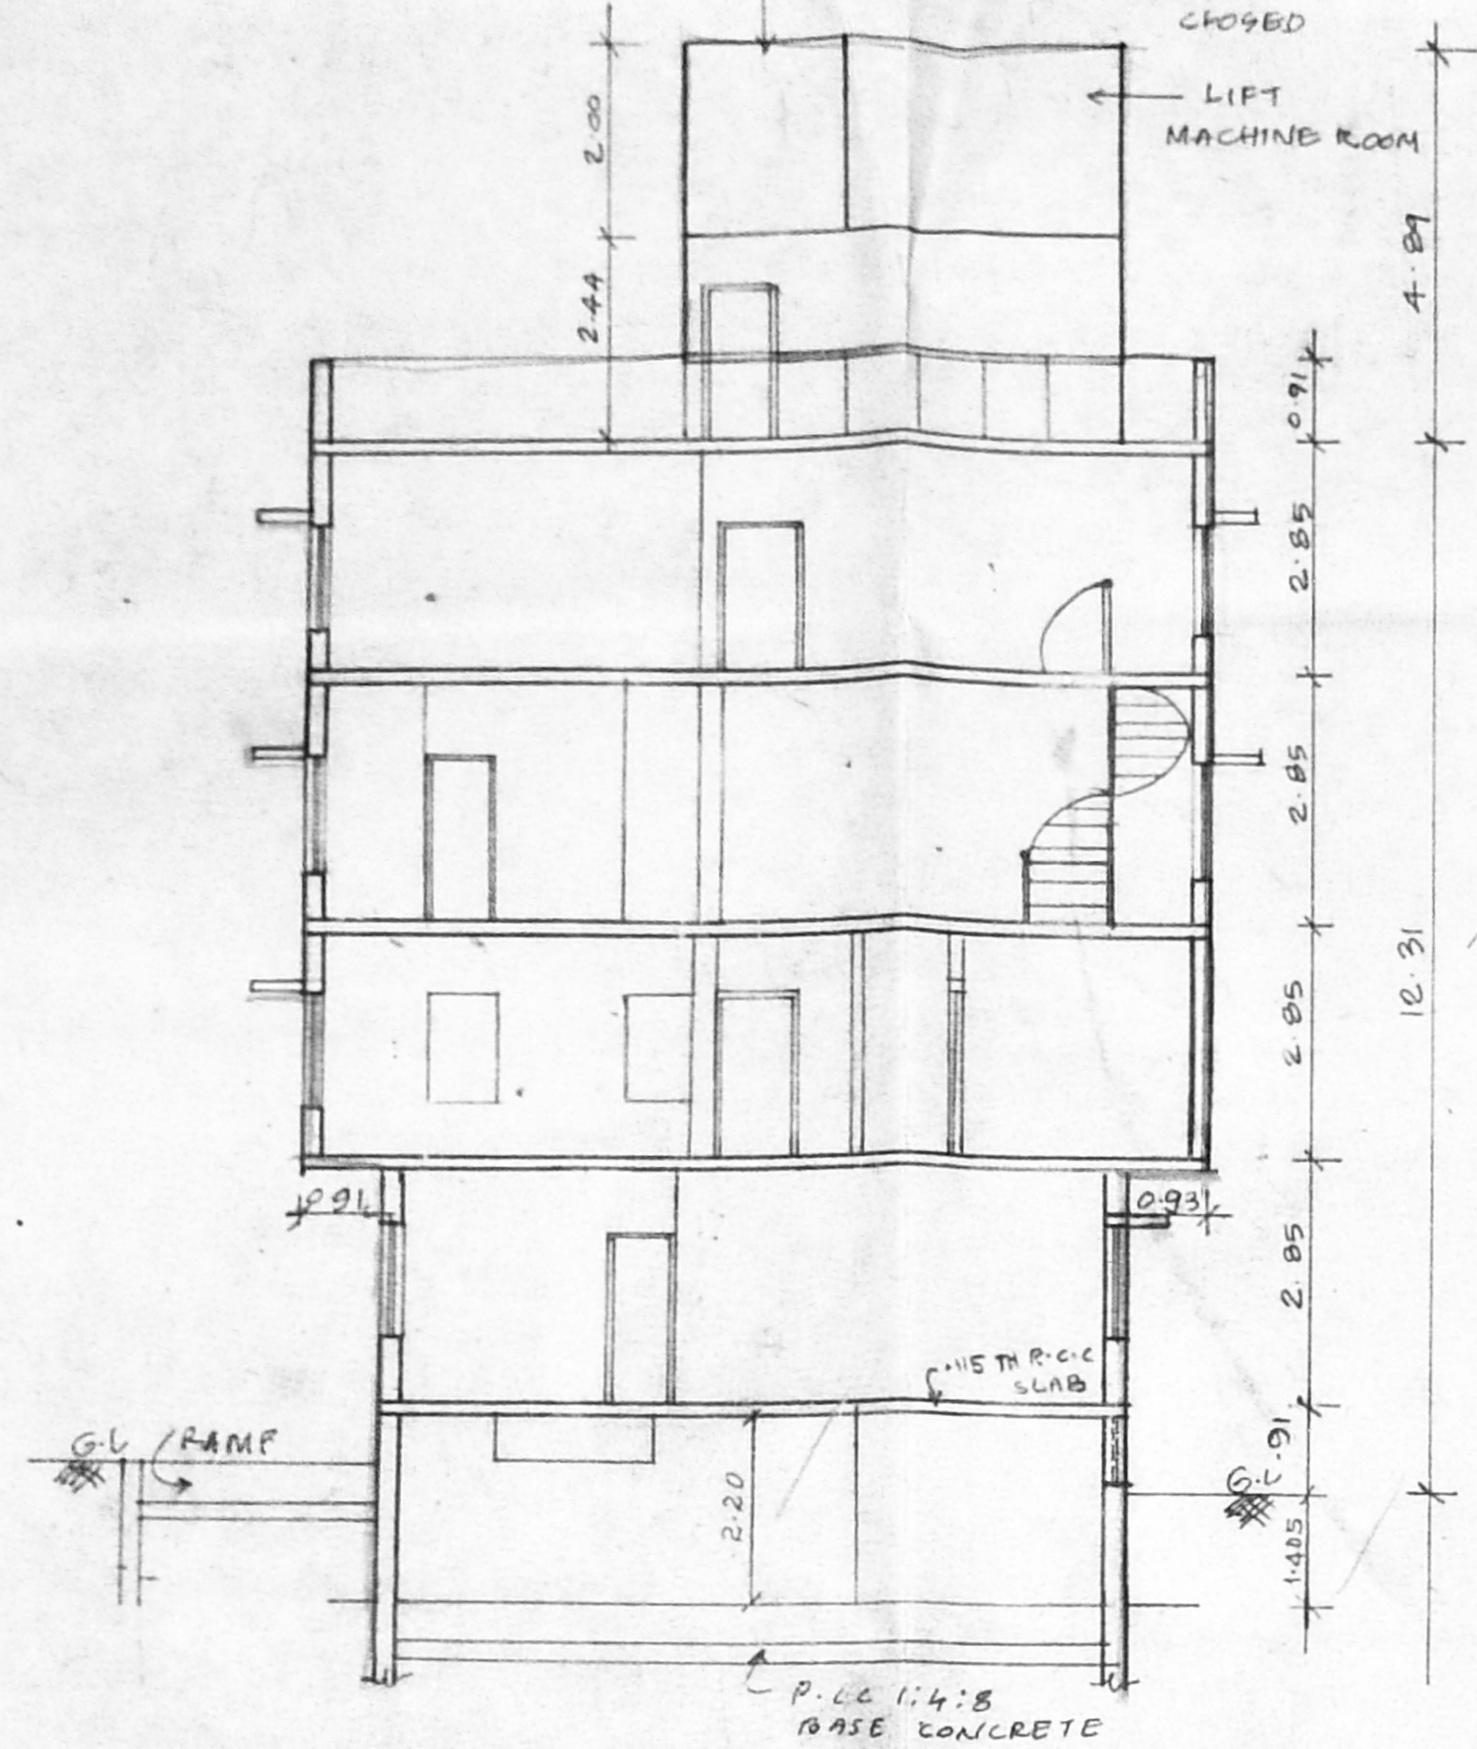 CLOSED
LIFT
MACHINE ROOM
2.00
4.89
2.44
0.91
2.85
2.85
2.85
12.31
0.91
0.93
2.85
.115 TH R.C.C
SLAB
G.L
RAMP
.91
G.L
2.20
1.405
P.CC 1:4:8
BASE CONCRETE